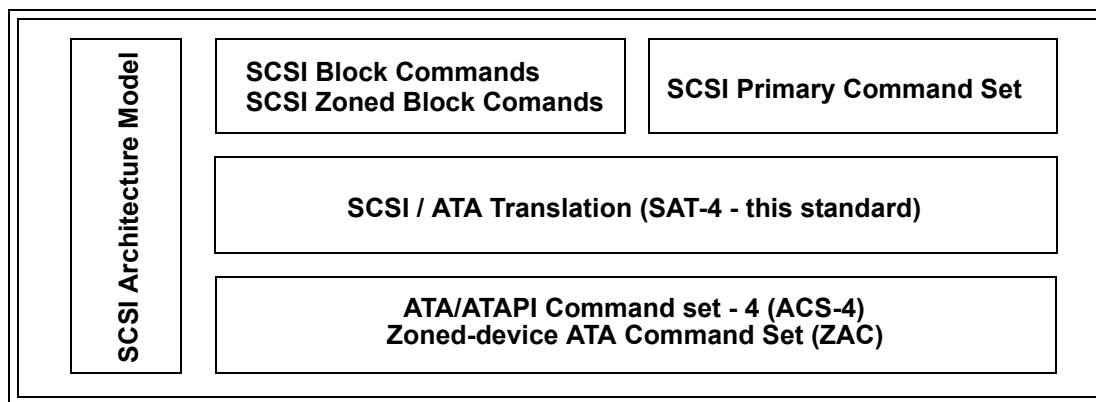 SCSI Architecture Model
SCSI Block Commands
SCSI Zoned Block Comands
SCSI Primary Command Set
SCSI / ATA Translation (SAT-4 - this standard)
ATA/ATAPI Command set - 4 (ACS-4)
Zoned-device ATA Command Set (ZAC)